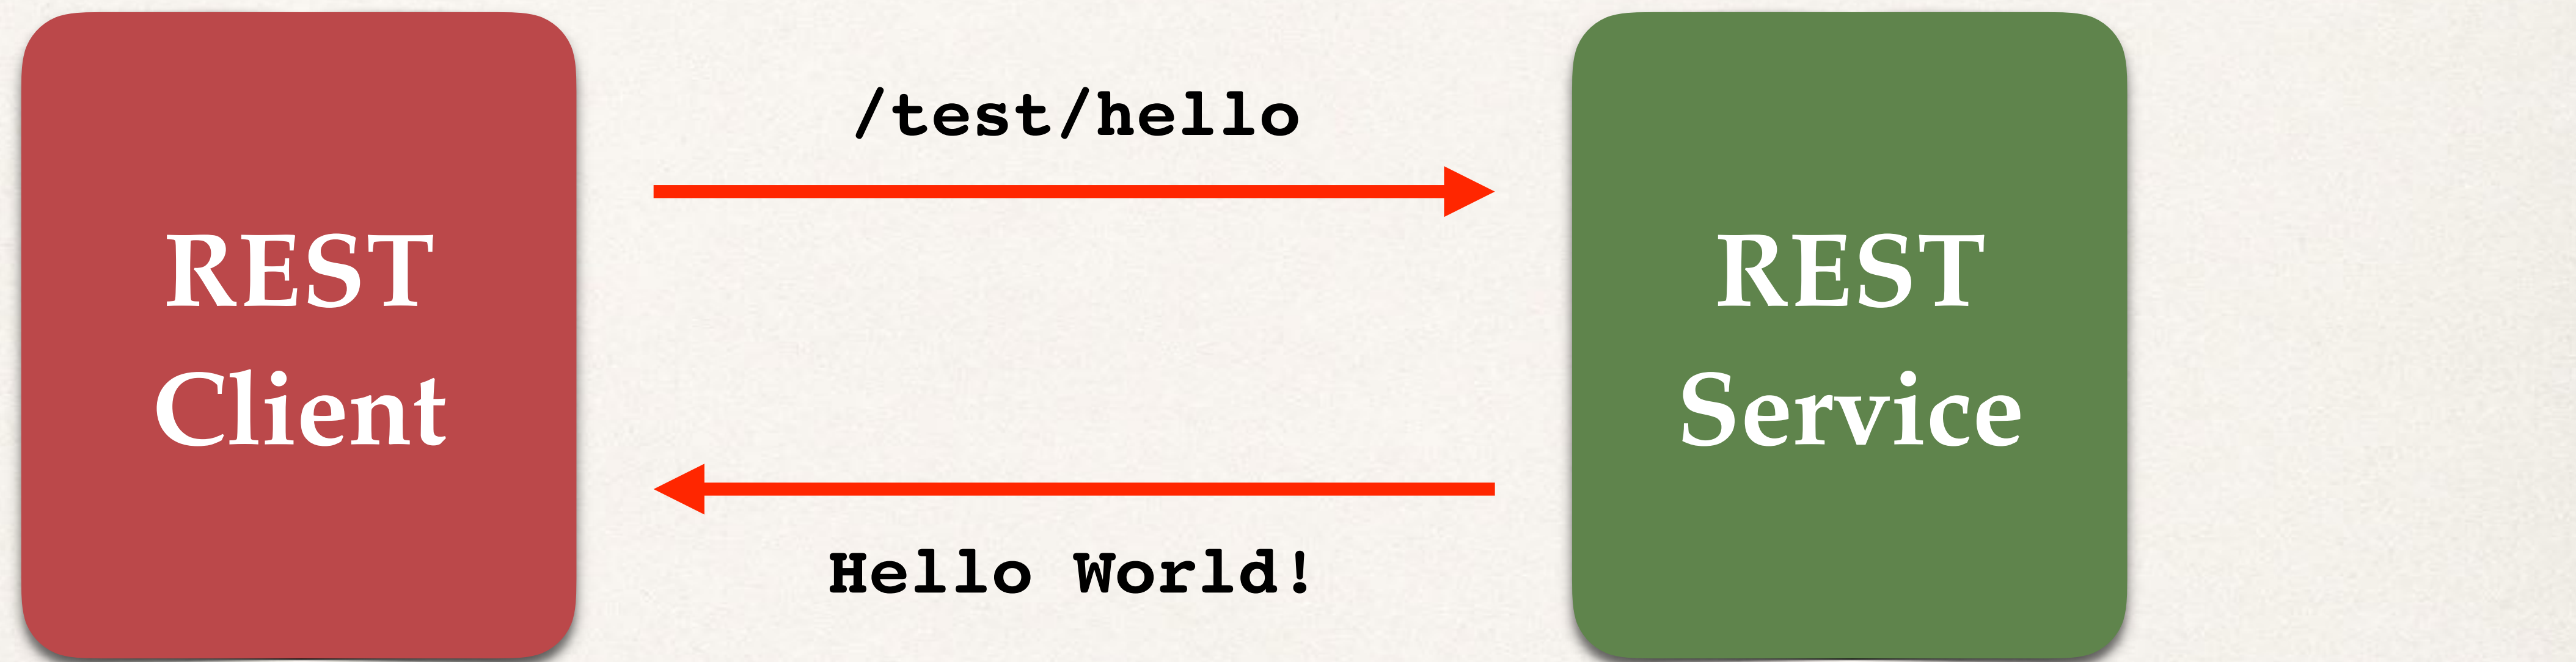 REST
Client
/test/hello
Hello World!
REST
Service